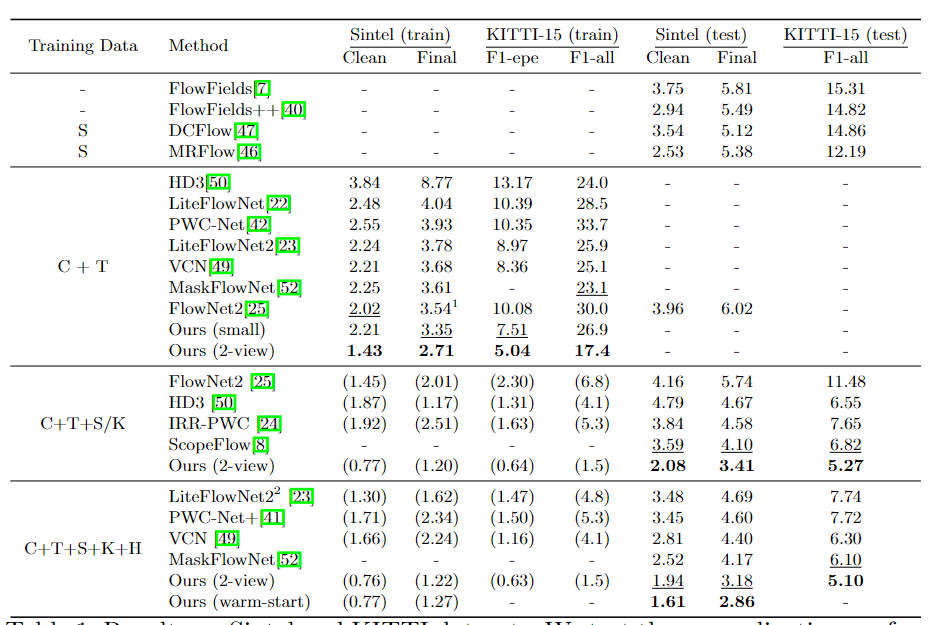 Training Data Method Sintel (train) KITTI-15 (train) Sintel (test) KITTI-15 (test)
Clean Final F1-epe F1-all Clean Final F1-all
- FlowFields[7] - - - - 3.75 5.81 15.31
- FlowFields++[40] - - - - 2.94 5.49 14.82
S DCFlow[47] - - - - 3.54 5.12 14.86
S MRFlow[46] - - - - 2.53 5.38 12.19
HD3[50] 3.84 8.77 13.17 24.0 - - -
LiteFlowNet[22] 2.48 4.04 10.39 28.5 - - -
PWC-Net[42] 2.55 3.93 10.35 33.7 - - -
LiteFlowNet2[23] 2.24 3.78 8.97 25.9 - - -
C + T VCN[49] 2.21 3.68 8.36 25.1 - - -
MaskFlowNet[52] 2.25 3.61 - 23.1 - - -
FlowNet2[25] 2.02 3.54¹ 10.08 30.0 3.96 6.02 -
Ours (small) 2.21 3.35 7.51 26.9 - - -
Ours (2-view) 1.43 2.71 5.04 17.4 - - -
FlowNet2 [25] (1.45) (2.01) (2.30) (6.8) 4.16 5.74 11.48
HD3 [50] (1.87) (1.17) (1.31) (4.1) 4.79 4.67 6.55
C+T+S/K IRR-PWC [24] (1.92) (2.51) (1.63) (5.3) 3.84 4.58 7.65
ScopeFlow[8] - - - - 3.59 4.10 6.82
Ours (2-view) (0.77) (1.20) (0.64) (1.5) 2.08 3.41 5.27
LiteFlowNet2² [23] (1.30) (1.62) (1.47) (4.8) 3.48 4.69 7.74
PWC-Net+[41] (1.71) (2.34) (1.50) (5.3) 3.45 4.60 7.72
VCN [49] (1.66) (2.24) (1.16) (4.1) 2.81 4.40 6.30
C+T+S+K+H MaskFlowNet[52] - - - - 2.52 4.17 6.10
Ours (2-view) (0.76) (1.22) (0.63) (1.5) 1.94 3.18 5.10
Ours (warm-start) (0.77) (1.27) - - 1.61 2.86 -